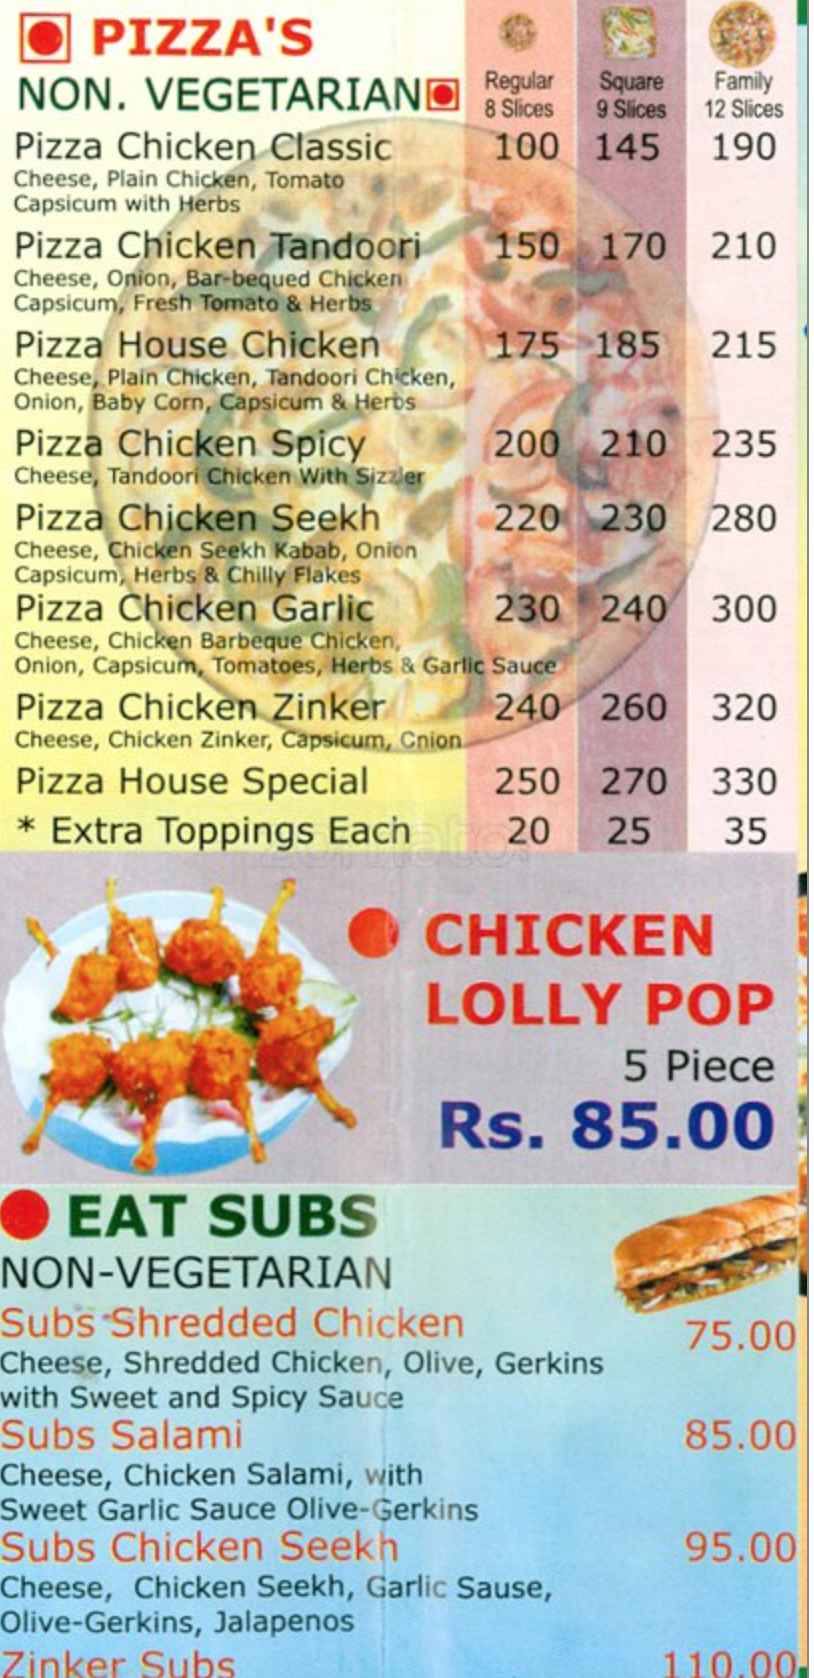 PIZZA'S
NON. VEGETARIAN
Regular Square Family
8 Slices 9 Slices 12 Slices
Pizza Chicken Classic 100 145 190
Cheese, Plain Chicken, Tomato
Capsicum with Herbs
Pizza Chicken Tandoori 150 170 210
Cheese, Onion, Bar-bequed Chicken
Capsicum, Fresh Tomato & Herbs
Pizza House Chicken 175 185 215
Cheese, Plain Chicken, Tandoori Chicken,
Onion, Baby Corn, Capsicum & Herbs
Pizza Chicken Spicy 200 210 235
Cheese, Tandoori Chicken With Sizzler
Pizza Chicken Seekh 220 230 280
Cheese, Chicken Seekh Kabab, Onion
Capsicum, Herbs & Chilly Flakes
Pizza Chicken Garlic 230 240 300
Cheese, Chicken Barbeque Chicken,
Onion, Capsicum, Tomatoes, Herbs & Garlic Sauce
Pizza Chicken Zinker 240 260 320
Cheese, Chicken Zinker, Capsicum, Onion
Pizza House Special 250 270 330
* Extra Toppings Each 20 25 35
CHICKEN
LOLLY POP
5 Piece
Rs. 85.00
EAT SUBS
NON-VEGETARIAN
Subs Shredded Chicken 75.00
Cheese, Shredded Chicken, Olive, Gerkins
with Sweet and Spicy Sauce
Subs Salami 85.00
Cheese, Chicken Salami, with
Sweet Garlic Sauce Olive-Gerkins
Subs Chicken Seekh 95.00
Cheese, Chicken Seekh, Garlic Sause,
Olive-Gerkins, Jalapenos
Zinker Subs 110.00